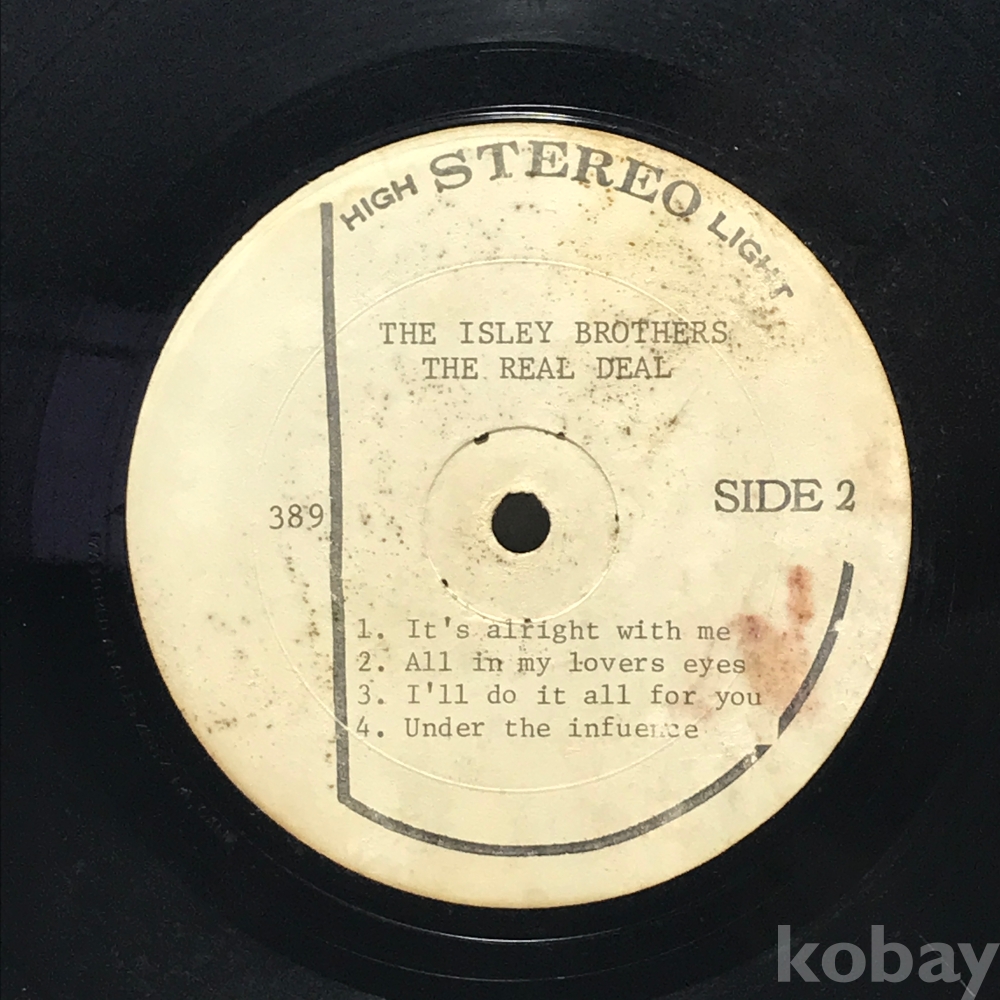 HIGH STEREO LIGHT
THE ISLEY BROTHERS
THE REAL DEAL
389
SIDE 2
1. It's alright with me
2. All in my lovers eyes
3. I'll do it all for you
4. Under the infuence
kobay